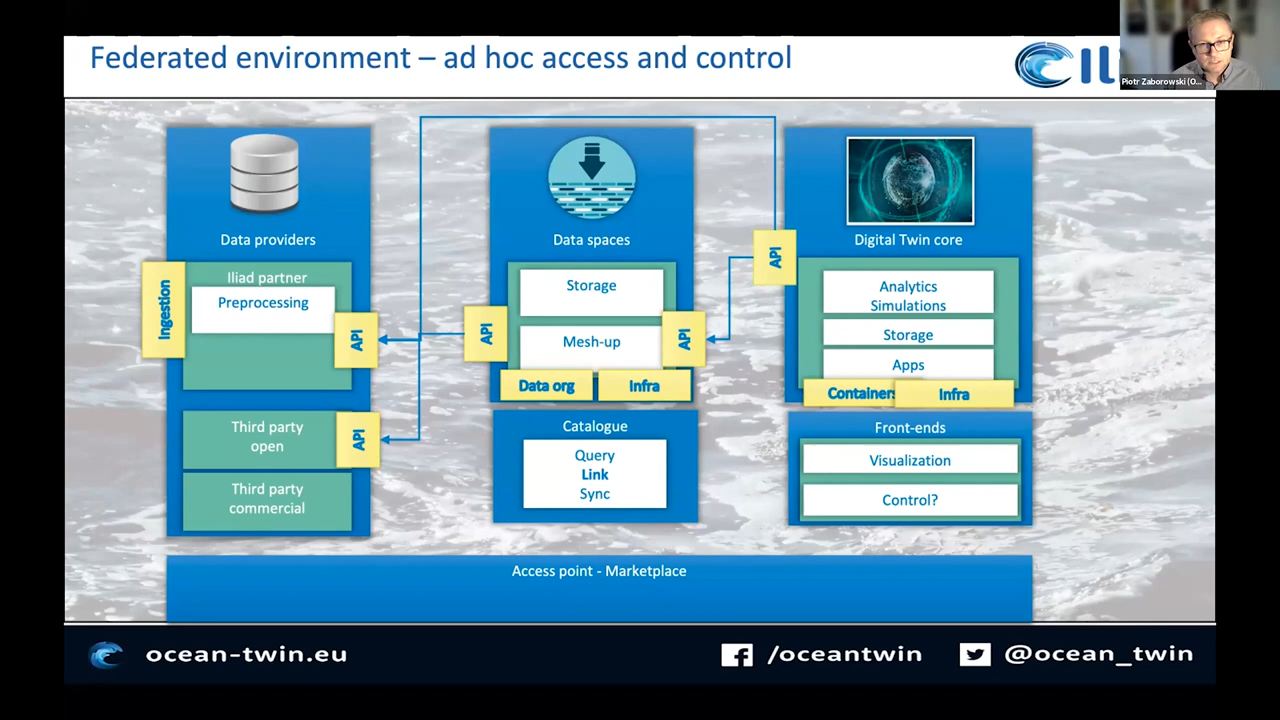 Federated environment – ad hoc access and control
Piotr Zaborowski (O...
Data providers
Iliad partner
Preprocessing
Ingestion
API
Third party
open
API
Third party
commercial
Data spaces
Storage
Mesh-up
API
API
Data org
Infra
Catalogue
Query
Link
Sync
Digital Twin core
API
Analytics
Simulations
Storage
Apps
Containers
Infra
Front-ends
Visualization
Control?
Access point - Marketplace
ocean-twin.eu
/oceantwin
@ocean_twin